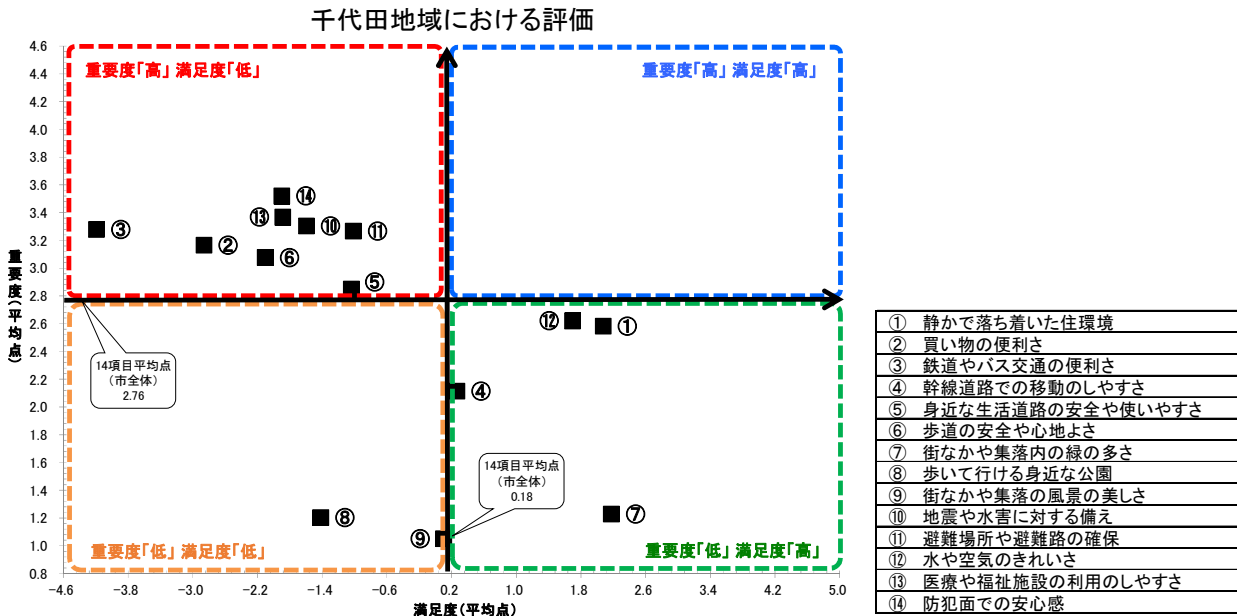 千代田地域における評価
4.6
4.4
4.2
4.0
3.8
3.6
3.4
3.2
3.0
2.8
2.6
2.4
2.2
2.0
1.8
1.6
1.4
1.2
1.0
0.8
重要度(平均点)
重要度「高」 満足度「低」
重要度「高」 満足度「高」
⑭
⑬
⑩
⑪
③
②
⑥
⑤
⑫
①
④
14項目平均点
(市全体)
2.76
14項目平均点
(市全体)
0.18
⑧
⑨
⑦
重要度「低」 満足度「低」
重要度「低」 満足度「高」
-4.6 -3.8 -3.0 -2.2 -1.4 -0.6 0.2 1.0 1.8 2.6 3.4 4.2 5.0
満足度(平均点)
① 静かで落ち着いた住環境
② 買い物の便利さ
③ 鉄道やバス交通の便利さ
④ 幹線道路での移動のしやすさ
⑤ 身近な生活道路の安全や使いやすさ
⑥ 歩道の安全や心地よさ
⑦ 街なかや集落内の緑の多さ
⑧ 歩いて行ける身近な公園
⑨ 街なかや集落の風景の美しさ
⑩ 地震や水害に対する備え
⑪ 避難場所や避難路の確保
⑫ 水や空気のきれいさ
⑬ 医療や福祉施設の利用のしやすさ
⑭ 防犯面での安心感